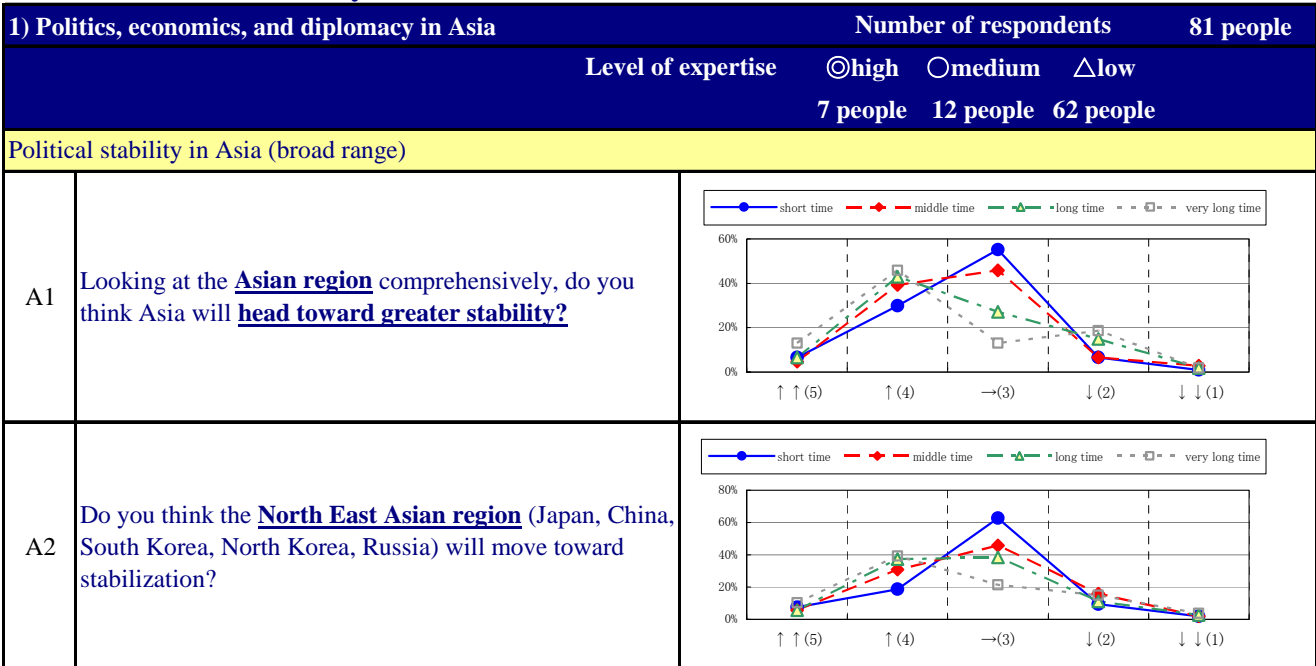 1) Politics, economics, and diplomacy in Asia Number of respondents 81 people
Level of expertise ◎high ○medium △low
7 people 12 people 62 people
Political stability in Asia (broad range)
A1
Looking at the Asian region comprehensively, do you
think Asia will head toward greater stability?
short time middle time long time very long time
60%
40%
20%
0%
↑↑(5) ↑(4) →(3) ↓(2) ↓↓(1)
A2
Do you think the North East Asian region (Japan, China,
South Korea, North Korea, Russia) will move toward
stabilization?
short time middle time long time very long time
80%
60%
40%
20%
0%
↑↑(5) ↑(4) →(3) ↓(2) ↓↓(1)